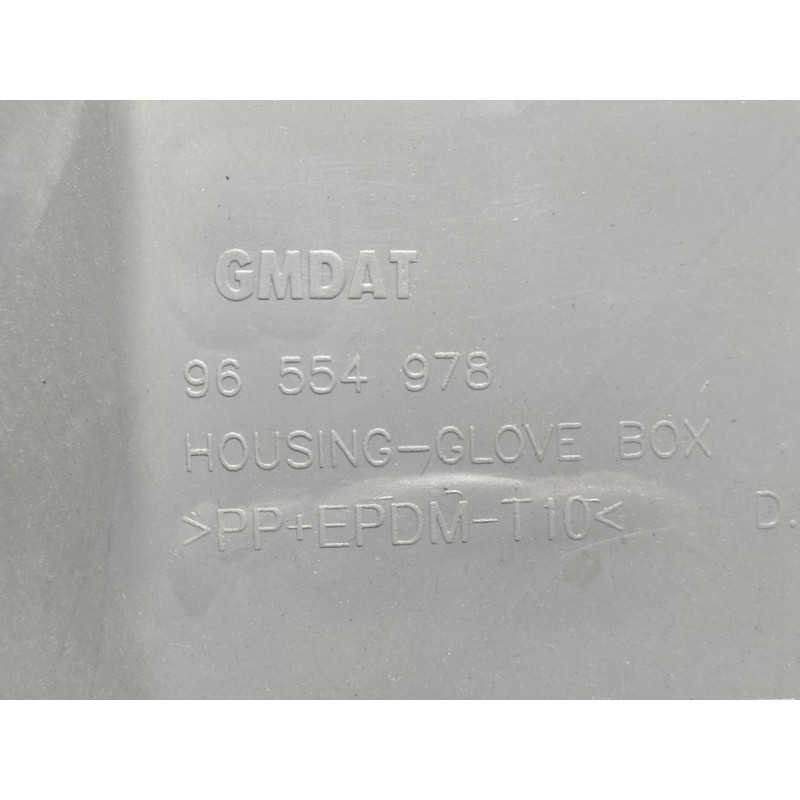 GMDAT
96 554 978
HOUSING-GLOVE BOX
>PP+EPDM-T10< D.